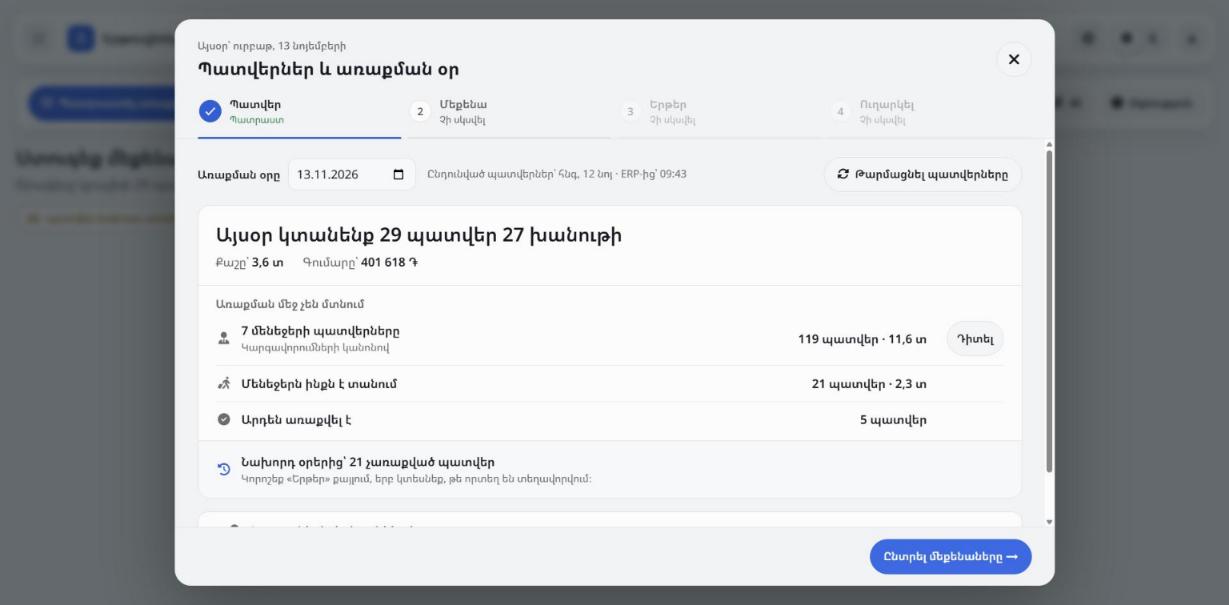 Այսօր՝ ուրբաթ, 13 նոյեմբերի
Պատվերներ և առաքման օր
Պատվեր
Պատրաստ
2
Մեքենա
Չի սկսվել
3
Երթեր
Չի սկսվել
4
Ուղարկել
Չի սկսվել
Առաքման օրը 13.11.2026 Ընդունված պատվերներ՝ հնգ, 12 նոյ · ERP-ից՝ 09:43 Թարմացնել պատվերները
Այսօր կտանենք 29 պատվեր 27 խանութի
Քաշը՝ 3,6 տ Գումարը՝ 401 618 ֏
Առաքման մեջ չեն մտնում
7 մենեջերի պատվերները
Կարգավորումների կանոնով
119 պատվեր · 11,6 տ Դիտել
Մենեջերն ինքն է տանում 21 պատվեր · 2,3 տ
Արդեն առաքվել է 5 պատվեր
Նախորդ օրերից՝ 21 չառաքված պատվեր
Կորոշեք «Երթեր» քայլում, երբ կտեսնեք, թե որտեղ են տեղավորվում։
Ընտրել մեքենաները →